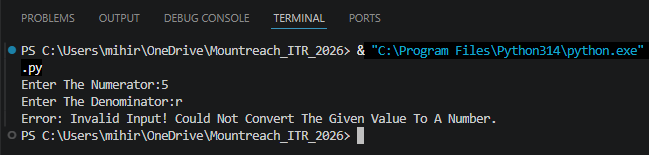 PROBLEMS OUTPUT DEBUG CONSOLE TERMINAL PORTS
PS C:\Users\mihir\OneDrive\Mountreach_ITR_2026> & "C:\Program Files\Python314\python.exe"
.py
Enter The Numerator:5
Enter The Denominator:r
Error: Invalid Input! Could Not Convert The Given Value To A Number.
PS C:\Users\mihir\OneDrive\Mountreach_ITR_2026>